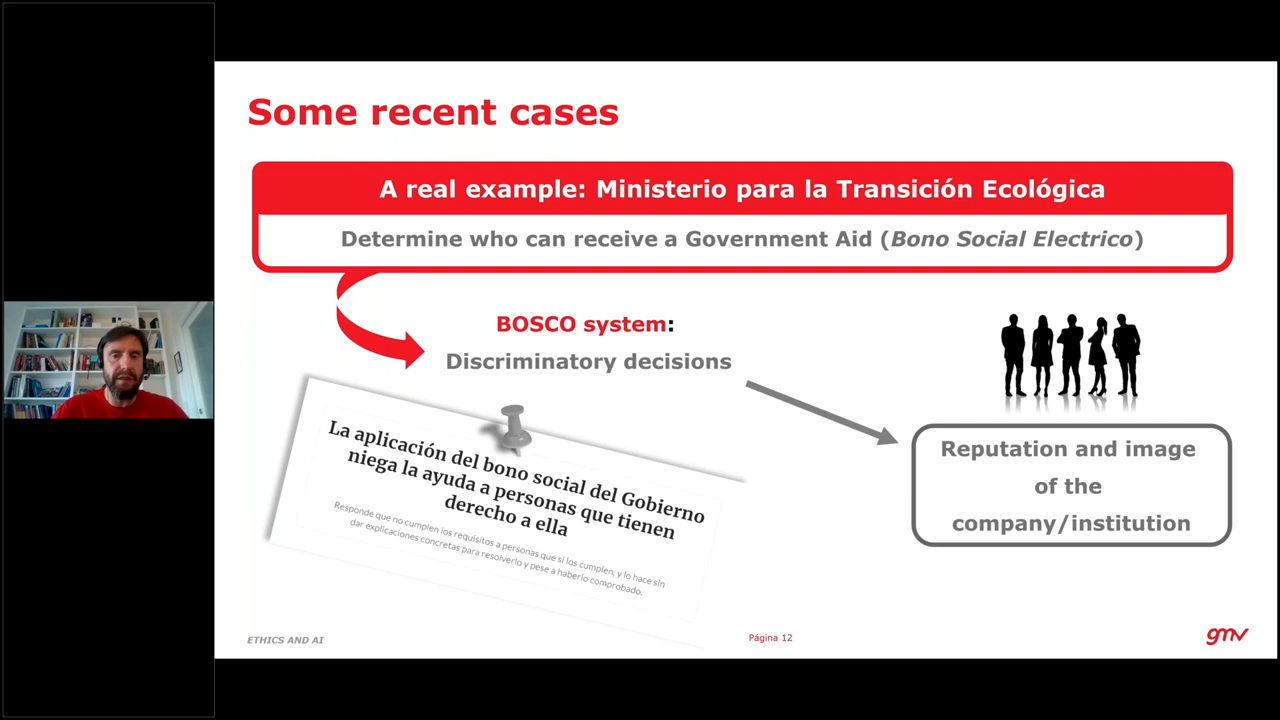 Some recent cases
A real example: Ministerio para la Transición Ecológica
Determine who can receive a Government Aid (Bono Social Electrico)
BOSCO system:
Discriminatory decisions
La aplicación del bono social del Gobierno
niega la ayuda a personas que tienen
derecho a ella
Responde que no cumplen los requisitos a personas que sí los cumplen, y lo hace sin
dar explicaciones concretas para resolverlo y pese a haberlo comprobado.
Reputation and image
of the
company/institution
ETHICS AND AI
Página 12
gmv